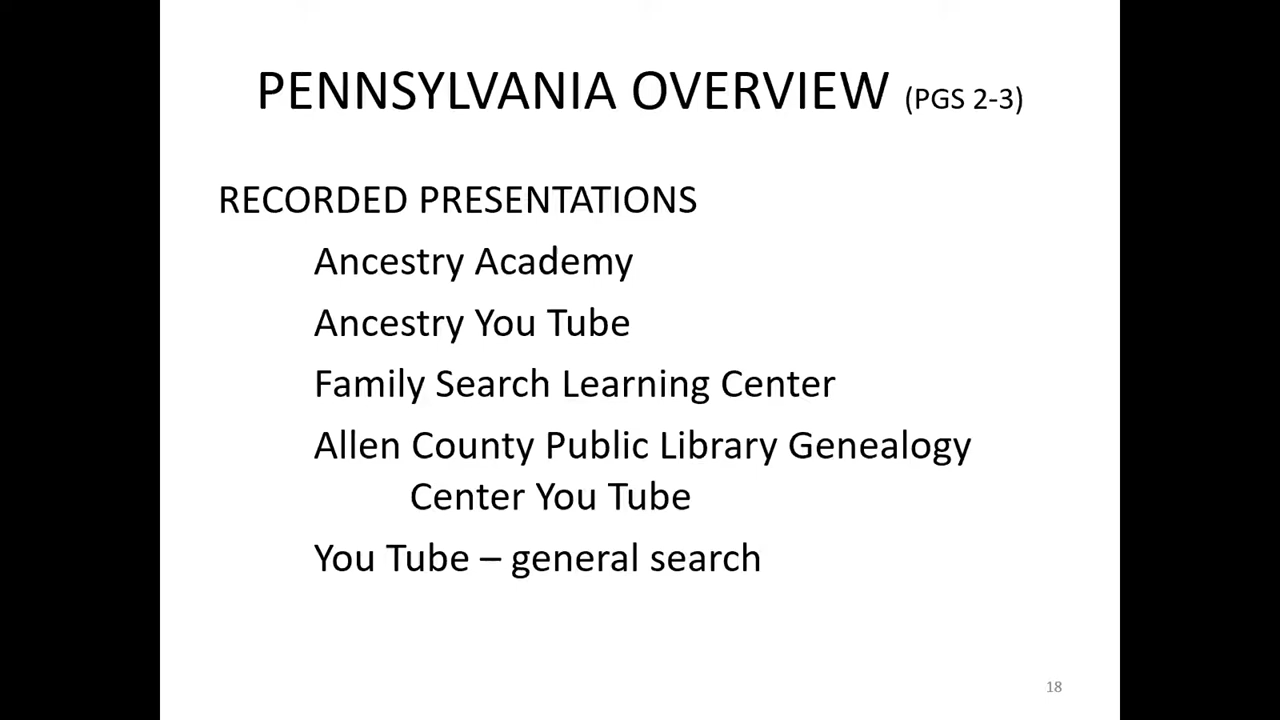 PENNSYLVANIA OVERVIEW (PGS 2-3)
RECORDED PRESENTATIONS
Ancestry Academy
Ancestry You Tube
Family Search Learning Center
Allen County Public Library Genealogy
Center You Tube
You Tube – general search
18